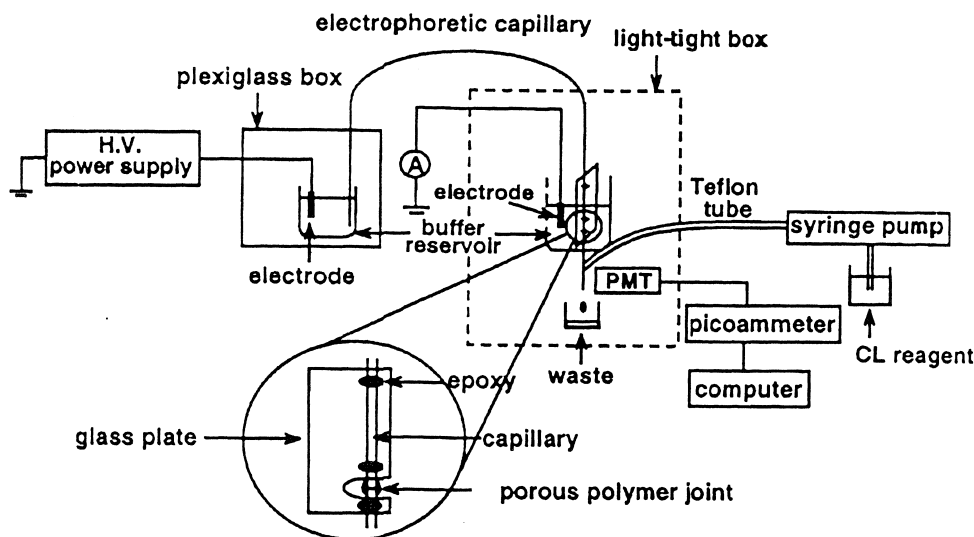 electrophoretic capillary
light-tight box
plexiglass box
H.V.
power supply
A
electrode
Teflon
tube
syringe pump
buffer
reservoir
electrode
PMT
picoammeter
CL reagent
waste
computer
epoxy
glass plate
capillary
porous polymer joint